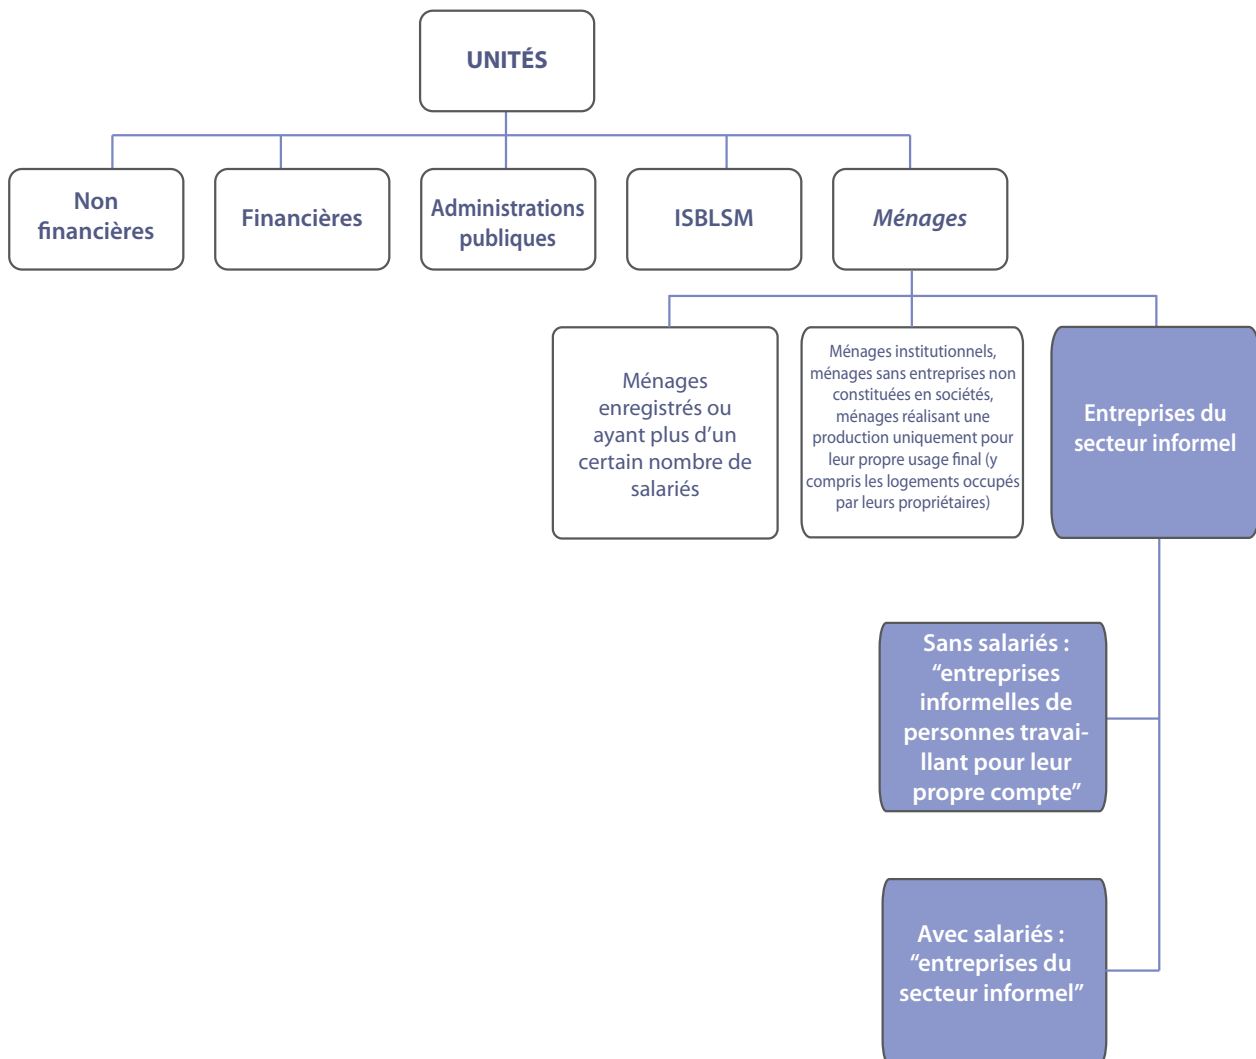 UNITÉS
Non
financières
Financières
Administrations
publiques
ISBLSM
Ménages
Ménages
enregistrés ou
ayant plus d’un
certain nombre de
salariés
Ménages institutionnels,
ménages sans entreprises non
constituées en sociétés,
ménages réalisant une
production uniquement pour
leur propre usage final (y
compris les logements occupés
par leurs propriétaires)
Entreprises du
secteur informel
Sans salariés :
“entreprises
informelles de
personnes travai-
llant pour leur
propre compte”
Avec salariés :
“entreprises du
secteur informel”